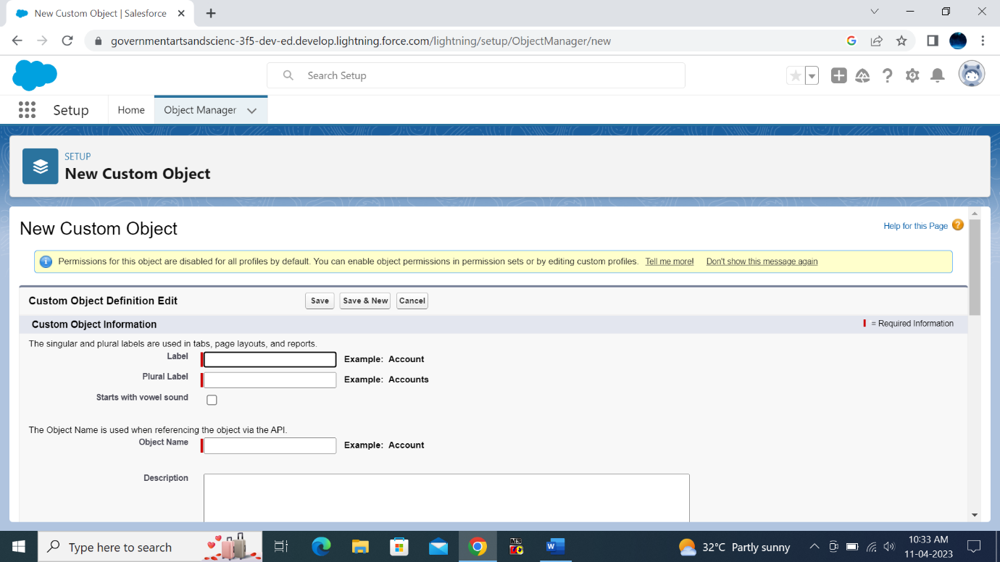 New Custom Object | Salesforce
governmentartsandscienc-3f5-dev-ed.develop.lightning.force.com/lightning/setup/ObjectManager/new
Search Setup
Setup Home Object Manager
SETUP
New Custom Object
New Custom Object
Help for this Page ?
Permissions for this object are disabled for all profiles by default. You can enable object permissions in permission sets or by editing custom profiles. Tell me more! Don't show this message again
Custom Object Definition Edit Save Save & New Cancel
Custom Object Information = Required Information
The singular and plural labels are used in tabs, page layouts, and reports.
Label Example: Account
Plural Label Example: Accounts
Starts with vowel sound
The Object Name is used when referencing the object via the API.
Object Name Example: Account
Description
Type here to search
32°C Partly sunny
10:33 AM
11-04-2023